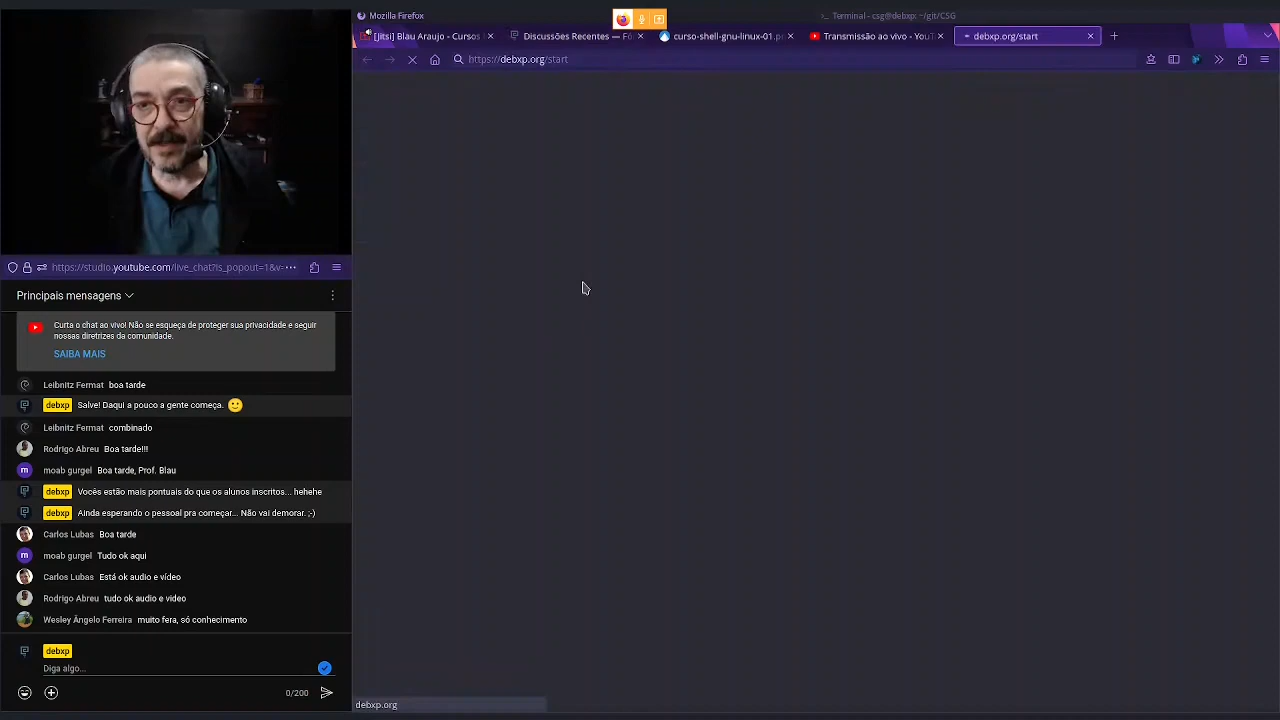 Mozilla Firefox
Terminal - csg@debxp: ~/git/CSG
[Jitsi] Blau Araujo - Cursos
Discussões Recentes — Fó
curso-shell-gnu-linux-01.p
Transmissão ao vivo - YouT
debxp.org/start
https://debxp.org/start
https://studio.youtube.com/live_chat?is_popout=1&v=
Principais mensagens
Curta o chat ao vivo! Não se esqueça de proteger sua privacidade e seguir
nossas diretrizes da comunidade.
SAIBA MAIS
Leibnitz Fermat boa tarde
debxp Salve! Daqui a pouco a gente começa.
Leibnitz Fermat combinado
Rodrigo Abreu Boa tarde!!!
m moab gurgel Boa tarde, Prof. Blau
debxp Vocês estão mais pontuais do que os alunos inscritos... hehehe
debxp Ainda esperando o pessoal pra começar... Não vai demorar. ;-)
Carlos Lubas Boa tarde
m moab gurgel Tudo ok aqui
Carlos Lubas Está ok audio e vídeo
Rodrigo Abreu tudo ok audio e video
Wesley Ângelo Ferreira muito fera, só conhecimento
debxp
Diga algo...
0/200
debxp.org